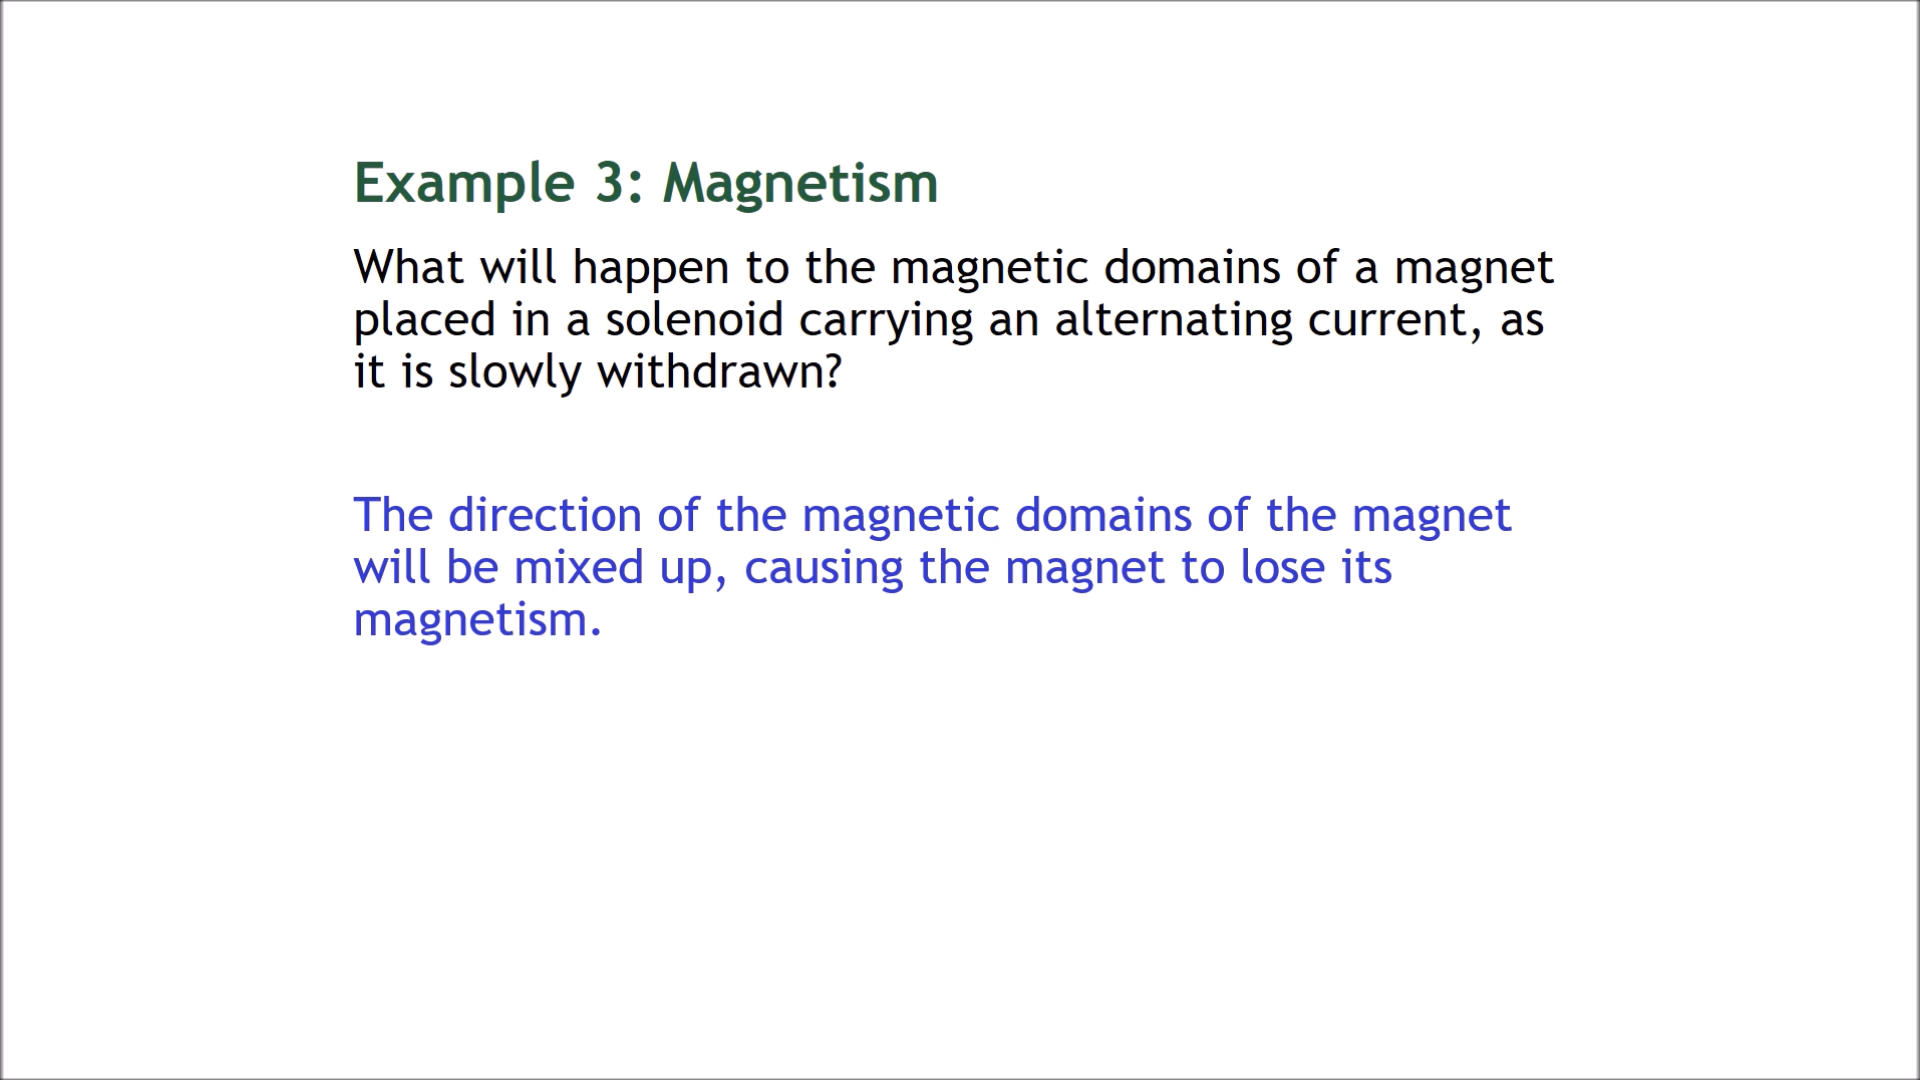 Example 3: Magnetism
What will happen to the magnetic domains of a magnet
placed in a solenoid carrying an alternating current, as
it is slowly withdrawn?
The direction of the magnetic domains of the magnet
will be mixed up, causing the magnet to lose its
magnetism.